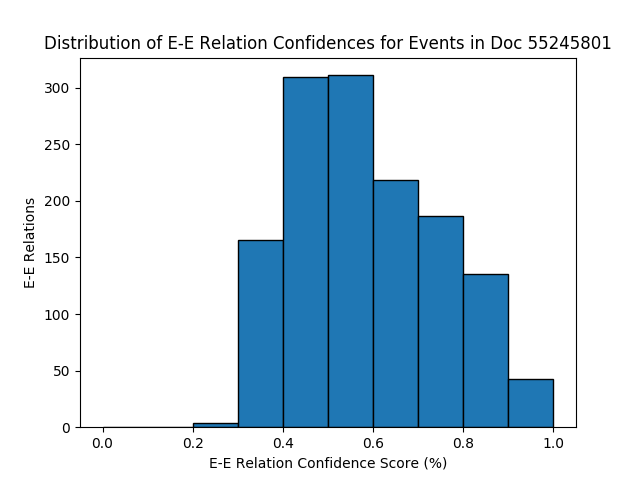 Distribution of E-E Relation Confidences for Events in Doc 55245801
300
250
200
150
100
50
0
E-E Relations
0.0 0.2 0.4 0.6 0.8 1.0
E-E Relation Confidence Score (%)